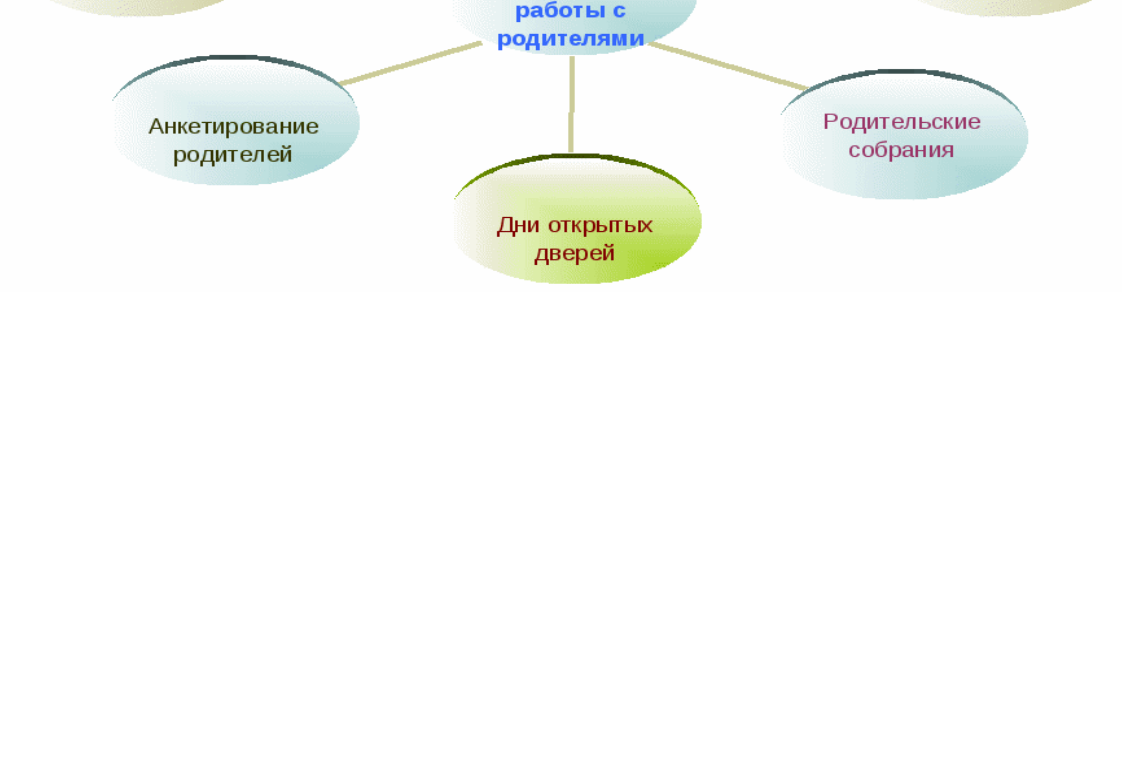 работы с
родителями
Анкетирование
родителей
Родительские
собрания
Дни открытых
дверей